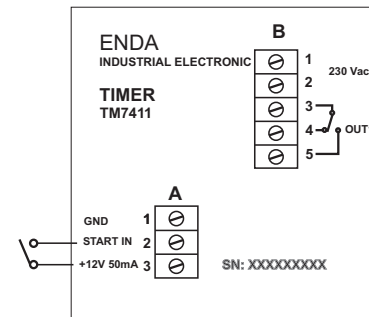 ENDA
INDUSTRIAL ELECTRONIC
TIMER
TM7411
B
1
2
3
4
5
230 Vac
OUT
A
GND 1
START IN 2
+12V 50mA 3
SN: XXXXXXXXX